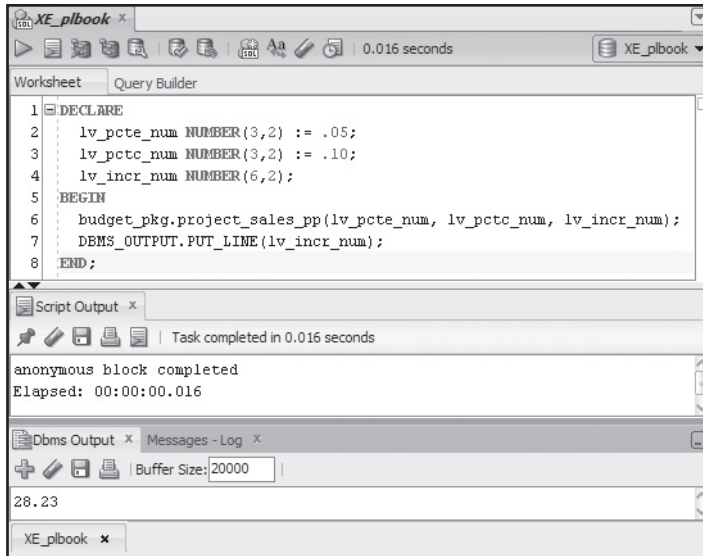 XE_plbook x
SQL Aa 0.016 seconds XE_plbook
Worksheet Query Builder
1 DECLARE
2 lv_pcte_num NUMBER(3,2) := .05;
3 lv_pctc_num NUMBER(3,2) := .10;
4 lv_incr_num NUMBER(6,2);
5 BEGIN
6 budget_pkg.project_sales_pp(lv_pcte_num, lv_pctc_num, lv_incr_num);
7 DBMS_OUTPUT.PUT_LINE(lv_incr_num);
8 END;
Script Output x
Task completed in 0.016 seconds
anonymous block completed
Elapsed: 00:00:00.016
Dbms Output x Messages - Log x
Buffer Size: 20000
28.23
XE_plbook x